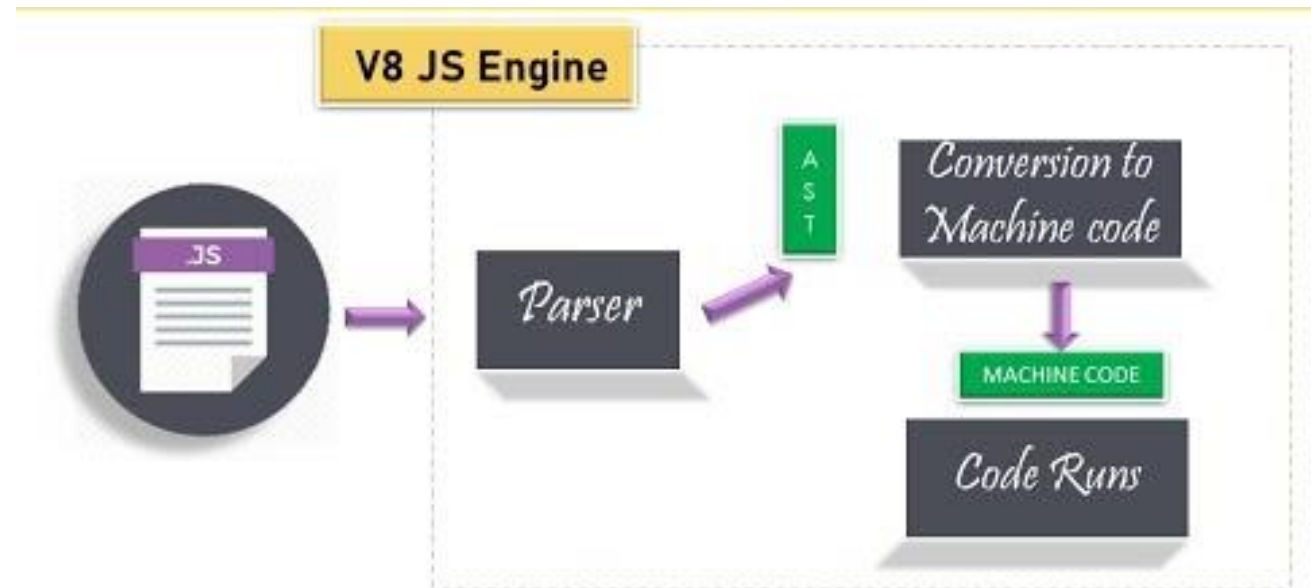 V8 JS Engine
.JS
Parser
A
S
T
Conversion to
Machine code
MACHINE CODE
Code Runs